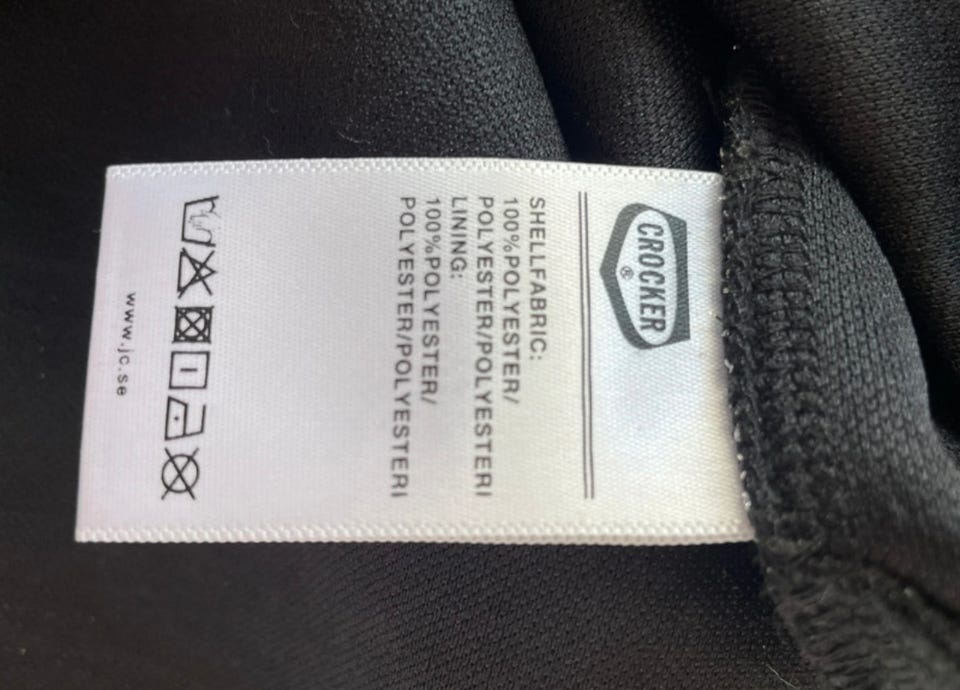 CROCKER
®
SHELLFABRIC:
100%POLYESTER/
POLYESTER/POLYESTERI
LINING:
100%POLYESTER/
POLYESTER/POLYESTERI
www.jc.se